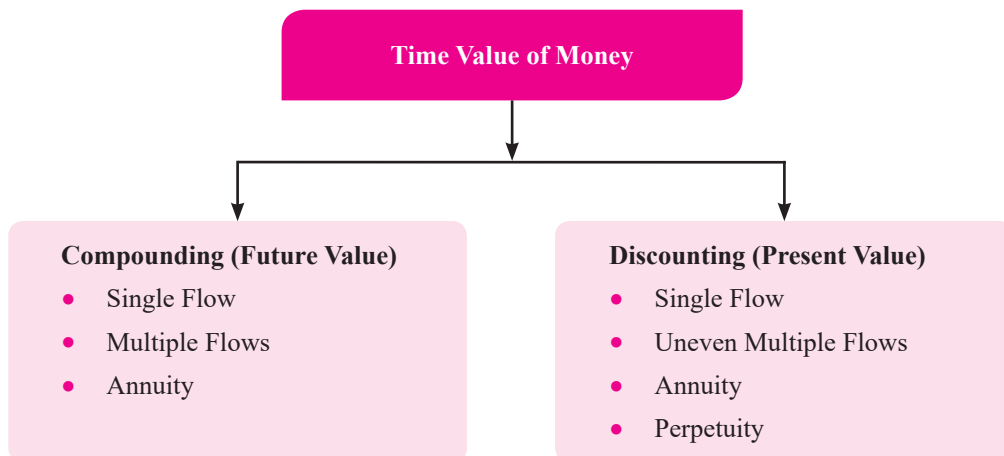 Time Value of Money
Compounding (Future Value)
• Single Flow
• Multiple Flows
• Annuity
Discounting (Present Value)
• Single Flow
• Uneven Multiple Flows
• Annuity
• Perpetuity